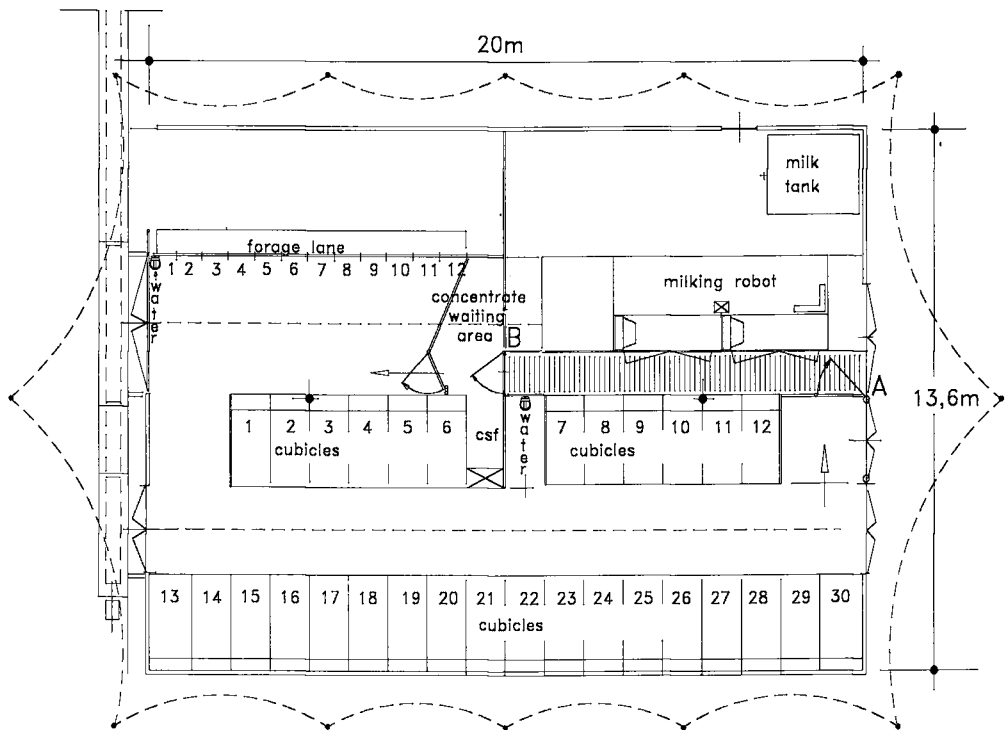 20m
milk
tank
forage lane
1 2 3 4 5 6 7 8 9 10 11 12
water
concentrate
waiting
area
milking robot
B
A
13,6m
1 2 3 4 5 6
cubicles
csf
water
7 8 9 10 11 12
cubicles
13 14 15 16 17 18 19 20 21 22 23 24 25 26 27 28 29 30
cubicles